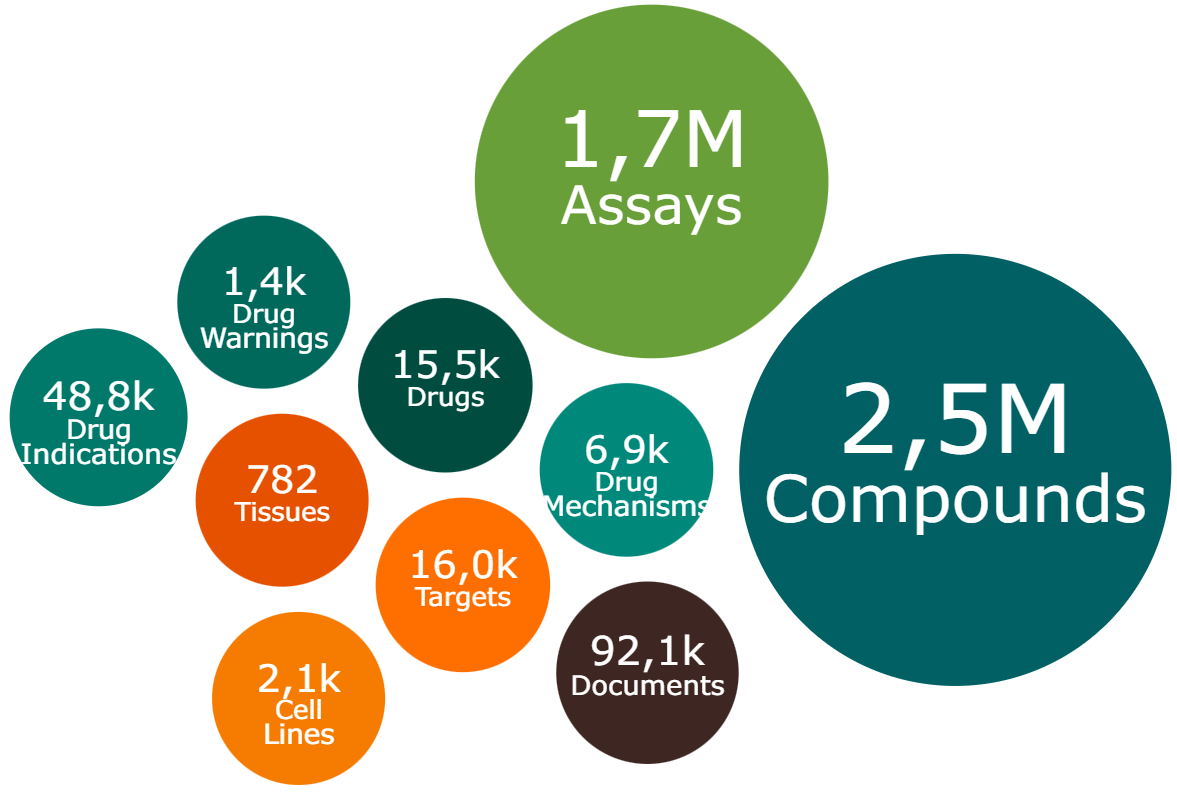 1,7M
Assays
1,4k
Drug
Warnings
15,5k
Drugs
48,8k
Drug
Indications
2,5M
Compounds
6,9k
Drug
Mechanisms
782
Tissues
16,0k
Targets
92,1k
Documents
2,1k
Cell
Lines